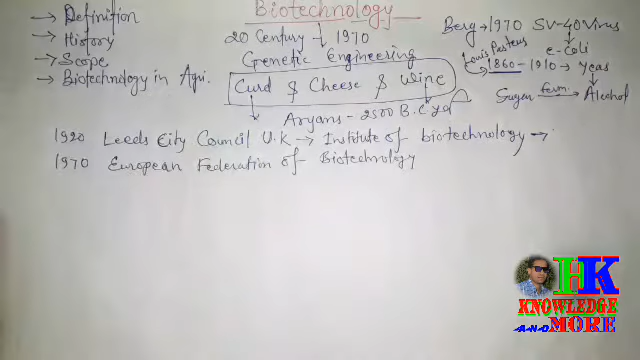 Biotechnology
→ Definition
→ History
→ Scope
→ Biotechnology in Agri.
20 Century → 1970
Genetic Engineering
Curd & Cheese & Wine
Aryans - 2500 B.C
Berg → 1970 SV-40 Virus
e-Coli
Louis Pasteus
1860 - 1910 → Yeas
Sugar ferm. → Alcohol
1920 Leeds City Council U.K → Institute of biotechnology →
1970 European Federation of Biotechnology
HK
KNOWLEDGE
AND
MORE